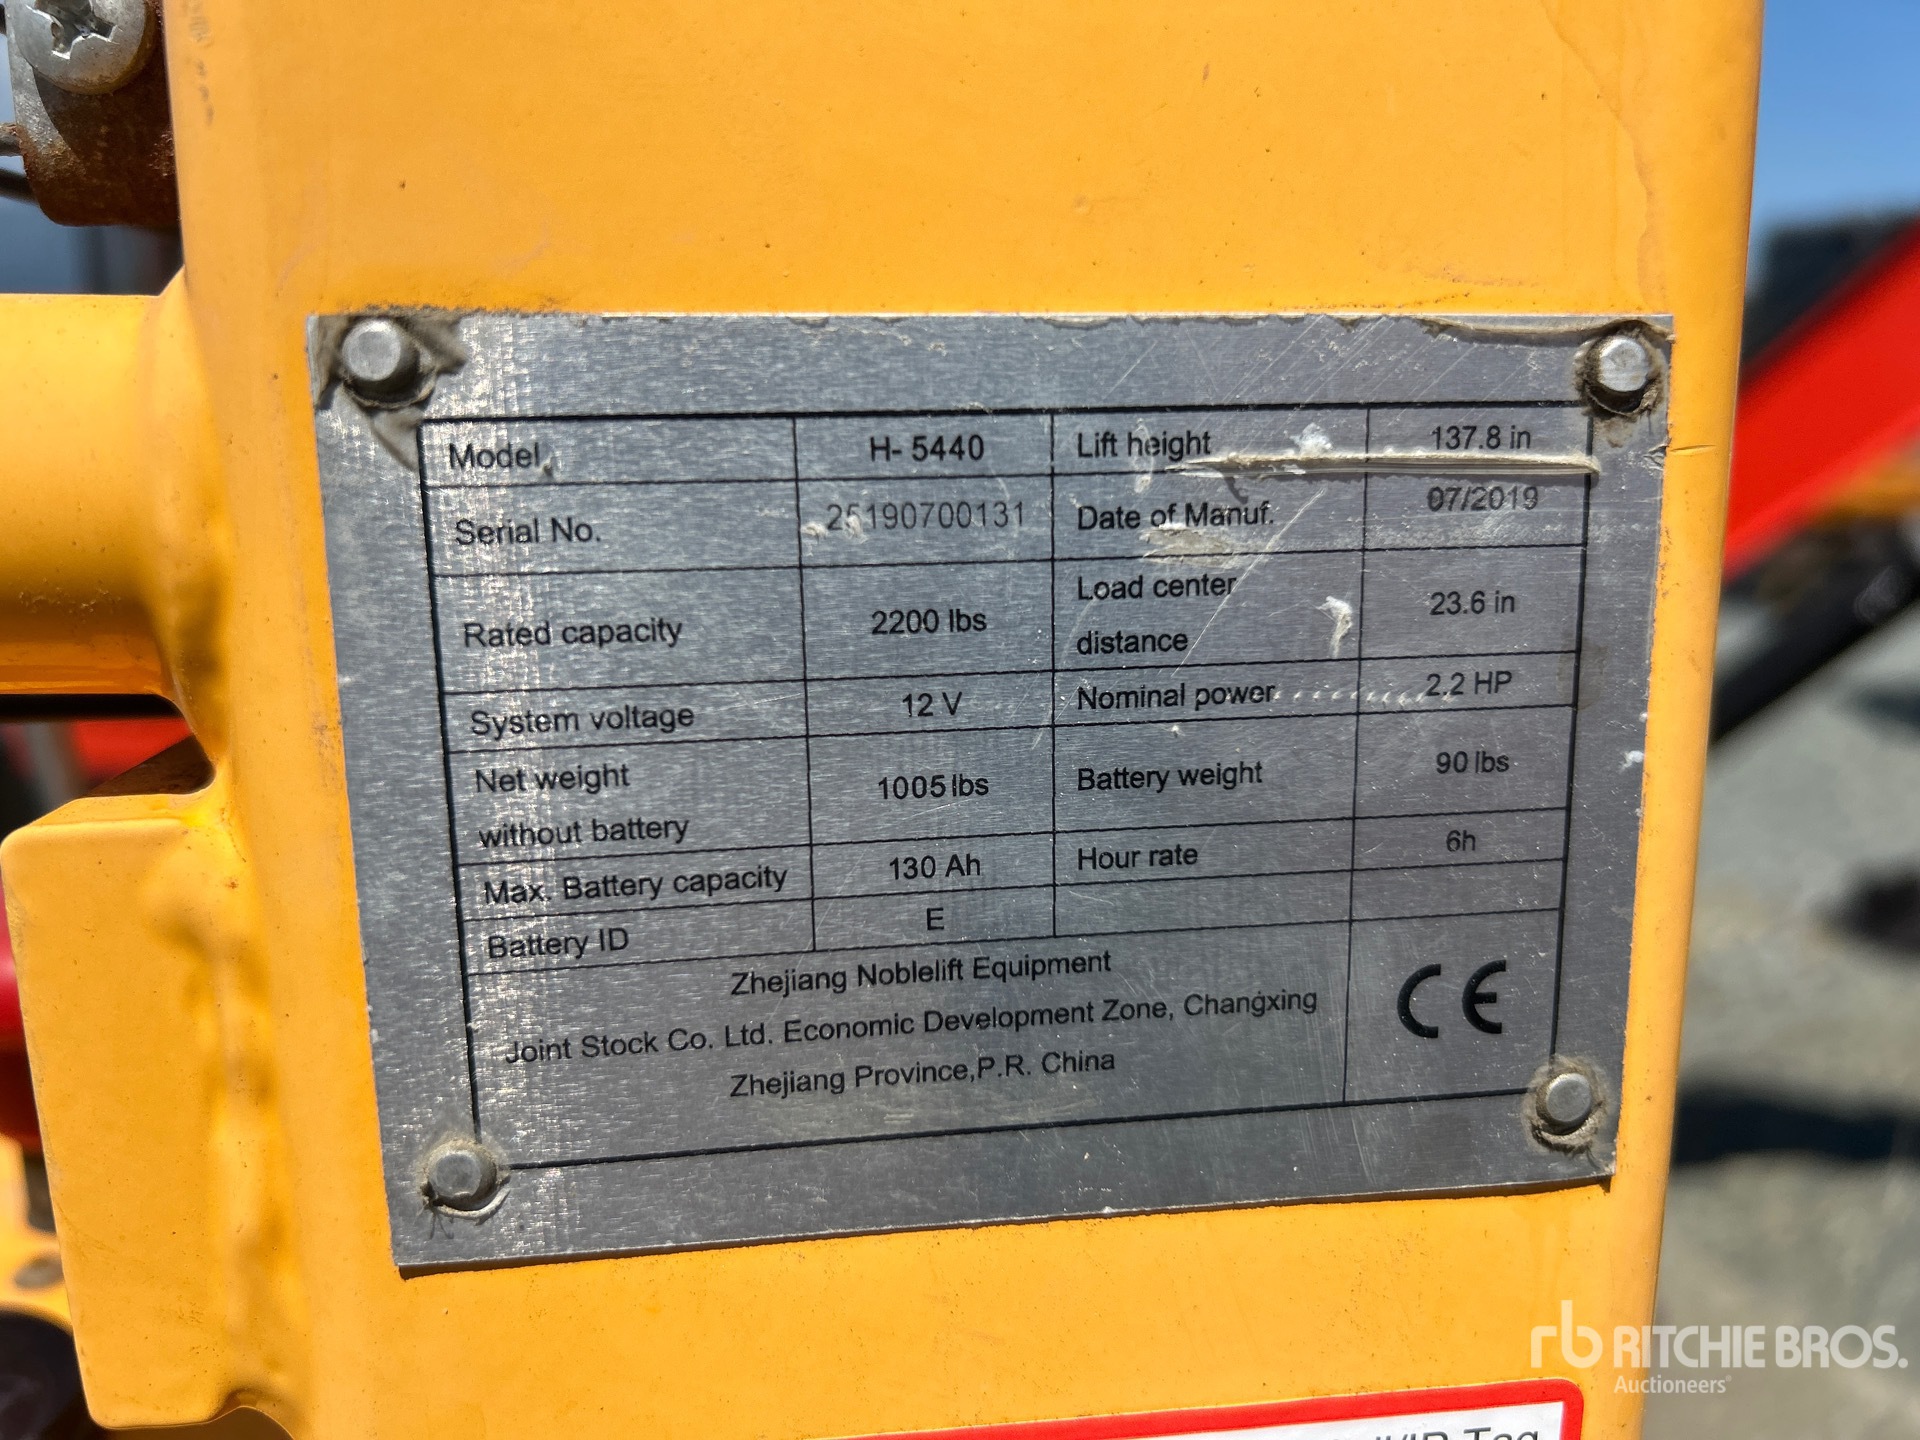 Model H- 5440 Lift height 137.8 in
Serial No. 25190700131 Date of Manuf. 07/2019
Rated capacity 2200 lbs Load center
distance 23.6 in
System voltage 12 V Nominal power 2.2 HP
Net weight
without battery 1005 lbs Battery weight 90 lbs
Max. Battery capacity 130 Ah Hour rate 6h
Battery ID E
Zhejiang Noblelift Equipment
Joint Stock Co. Ltd. Economic Development Zone, Changxing
Zhejiang Province,P.R. China
CE
rb RITCHIE BROS.
Auctioneers
Tag